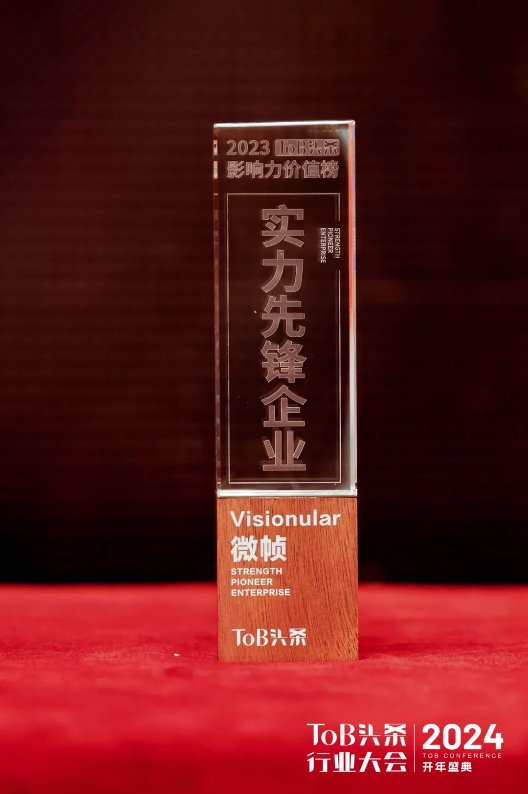 2023 ToB头条
影响力价值榜
实力先锋企业
STRENGTH
PIONEER
ENTERPRISE
Visionular
微帧
STRENGTH
PIONEER
ENTERPRISE
ToB头条
ToB头条
行业大会
2024
TOB CONFERENCE
开年盛典